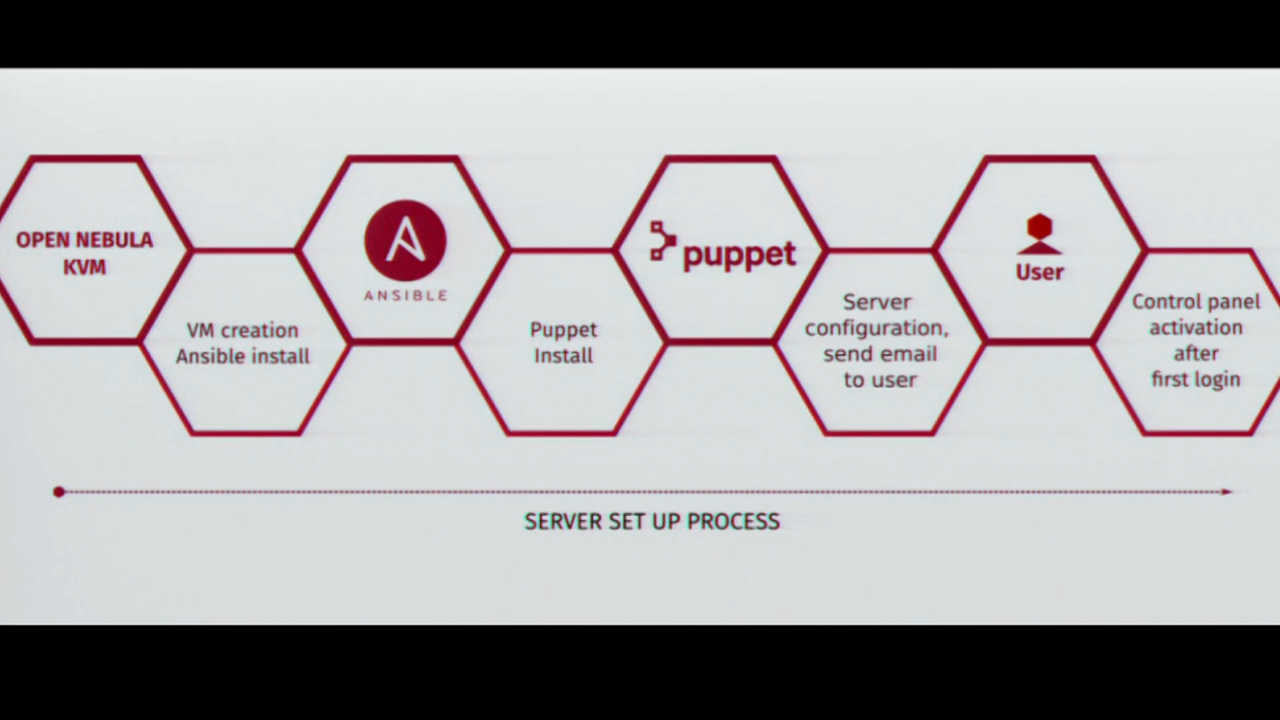 OPEN NEBULA
KVM
VM creation
Ansible install
ANSIBLE
Puppet
Install
puppet
Server
configuration,
send email
to user
User
Control panel
activation
after
first login
SERVER SET UP PROCESS